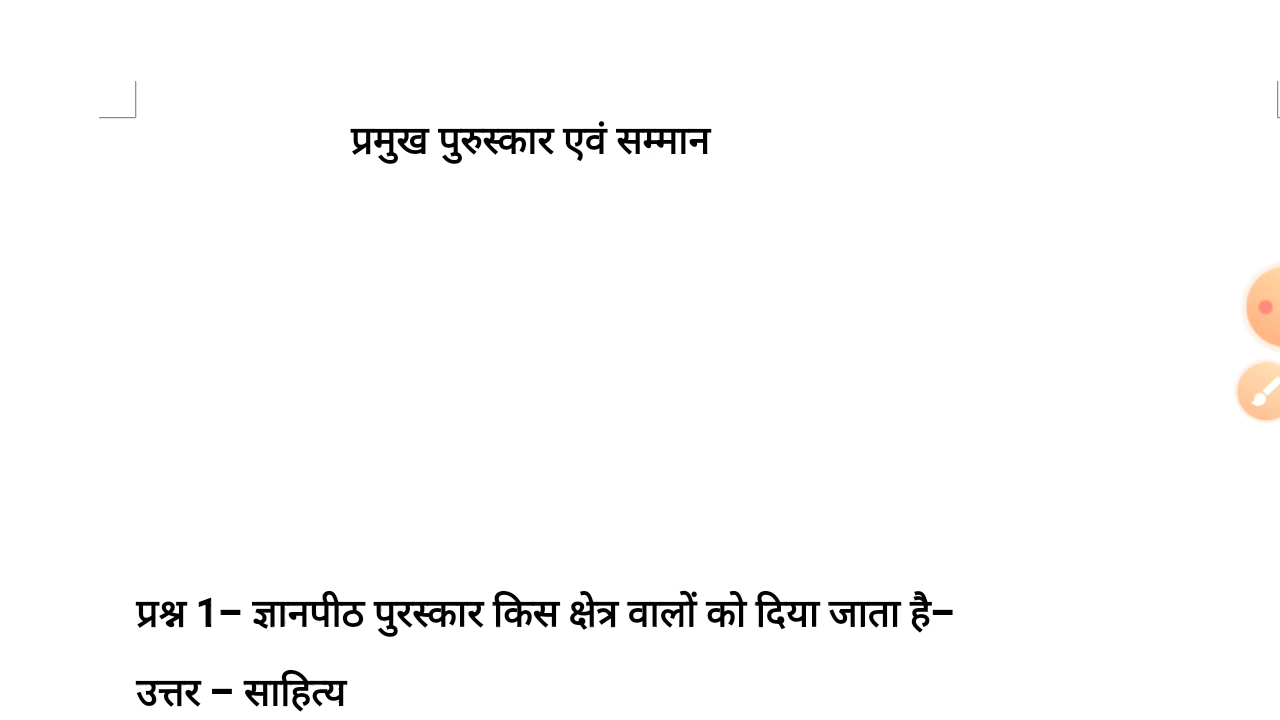 प्रमुख पुरुस्कार एवं सम्मान
प्रश्न 1– ज्ञानपीठ पुरस्कार किस क्षेत्र वालों को दिया जाता है–
उत्तर – साहित्य